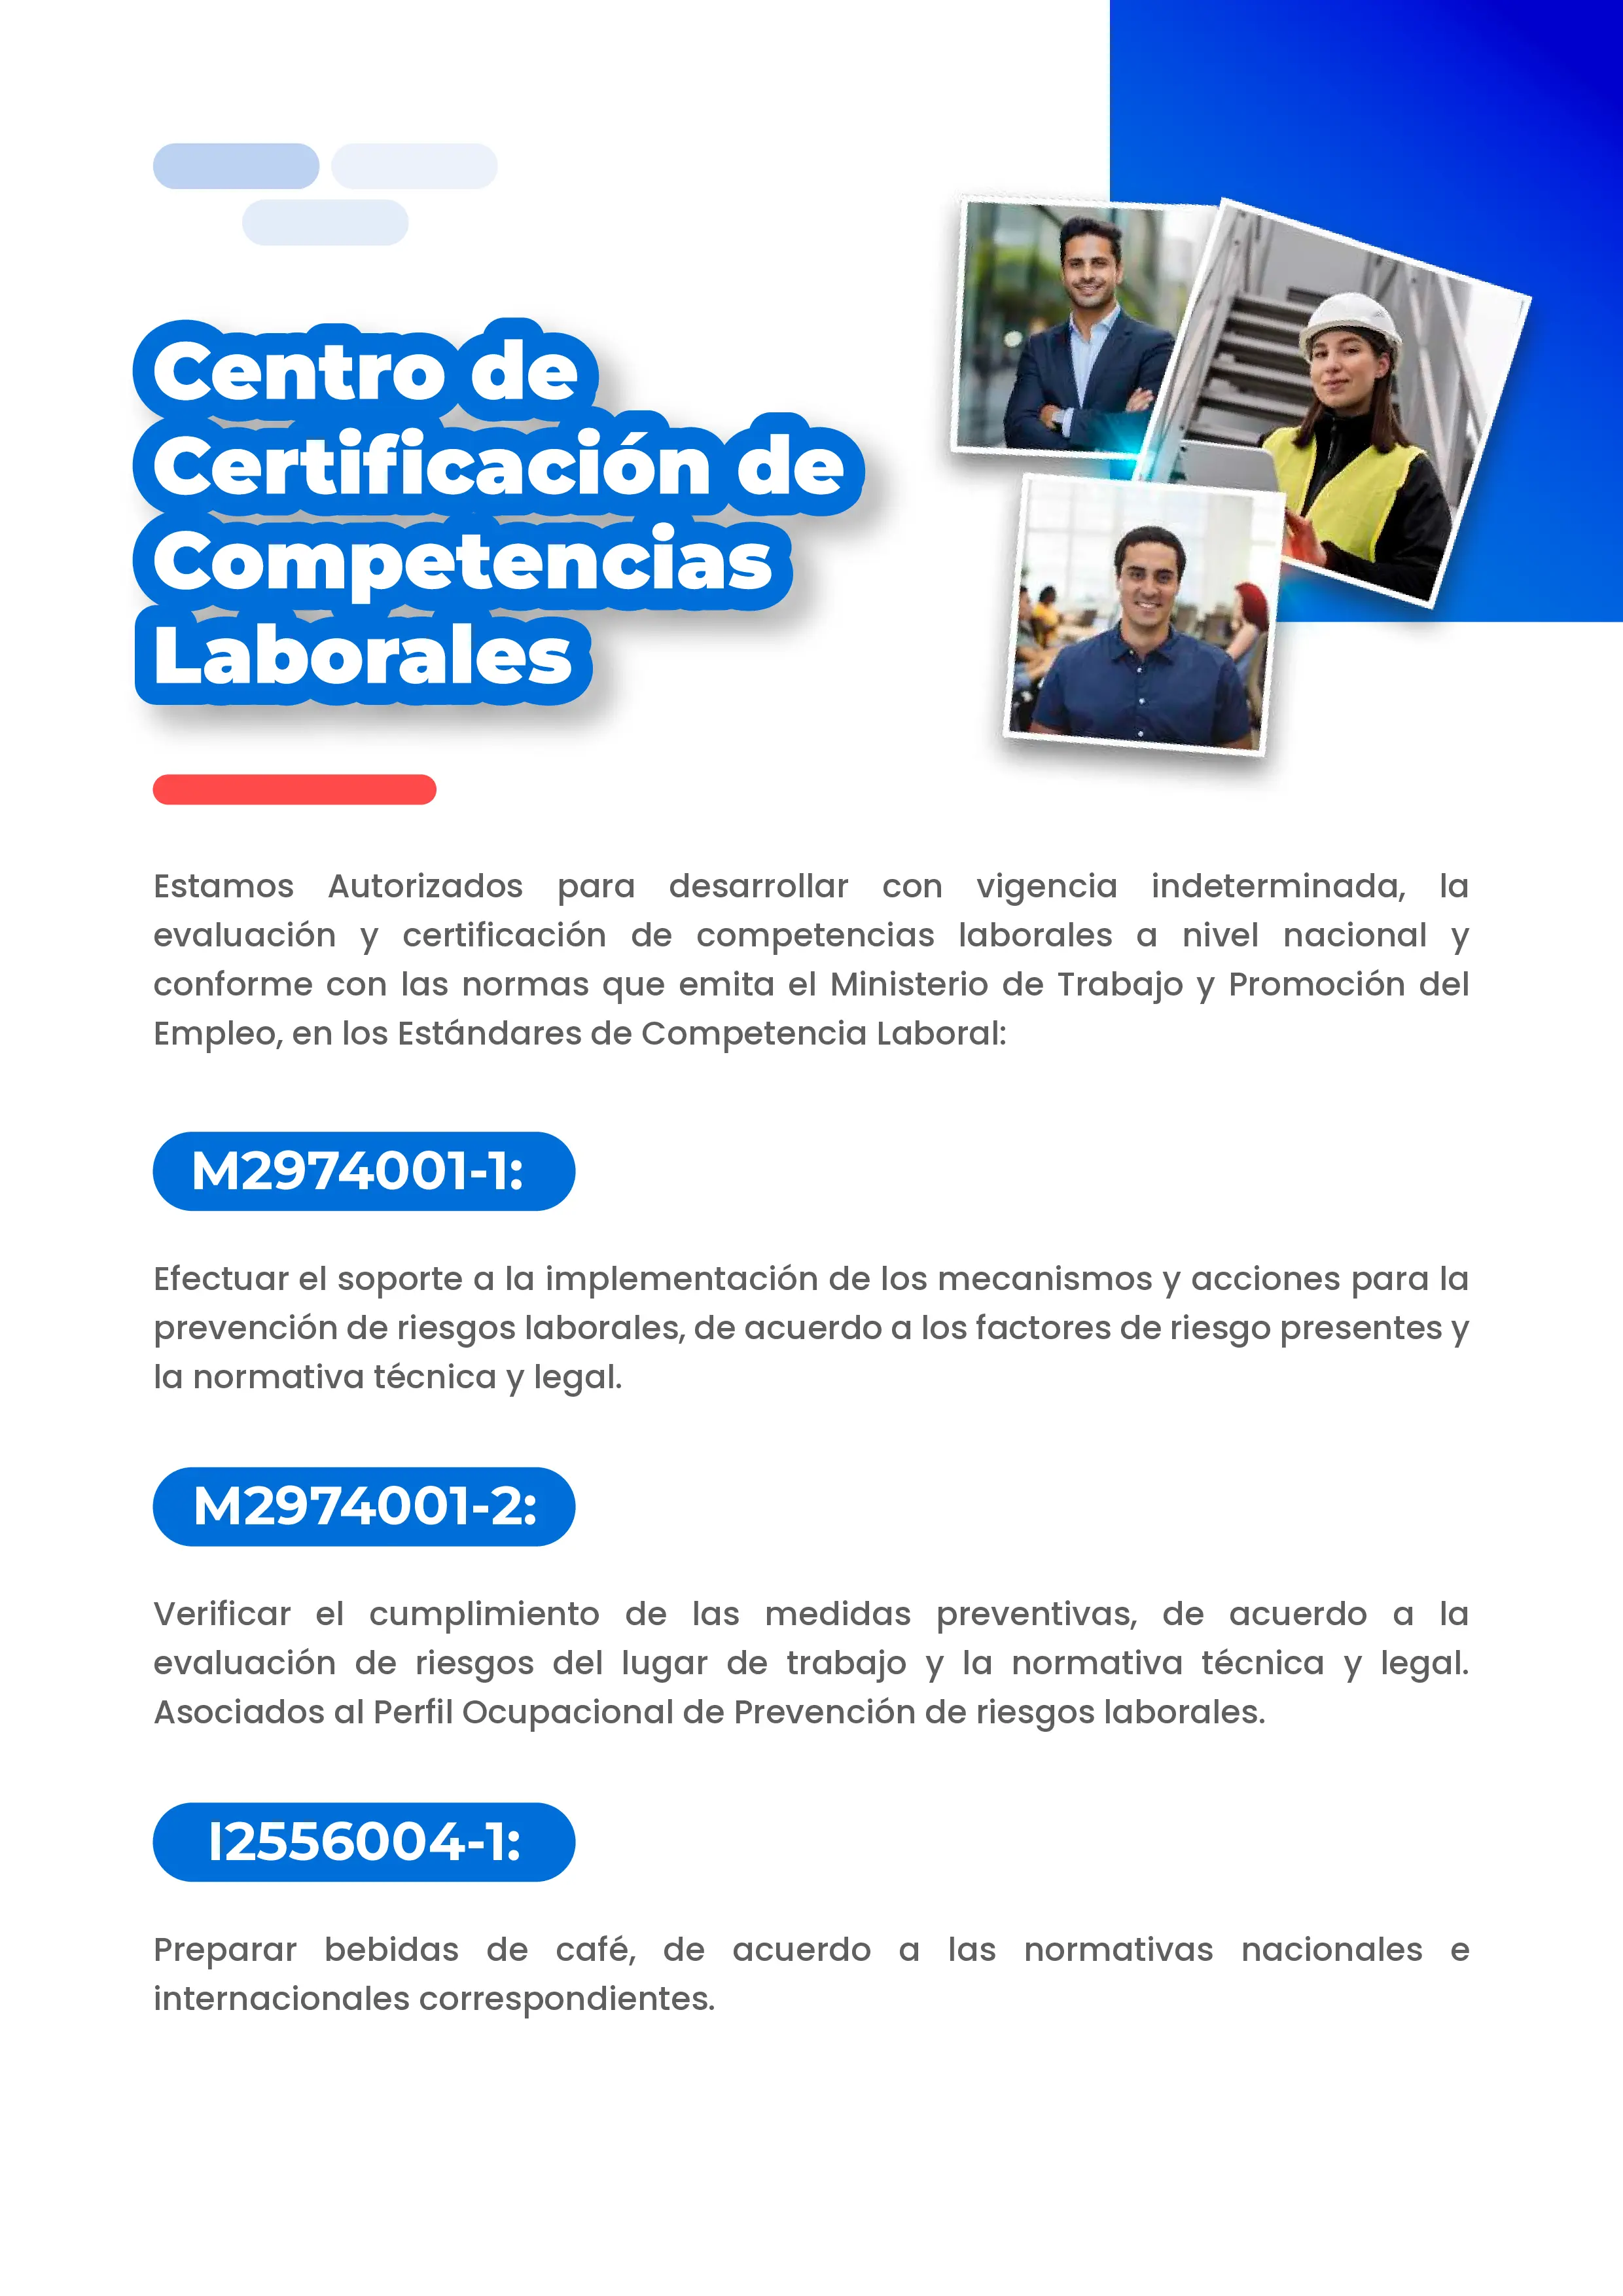 Centro de
Certificación de
Competencias
Laborales
Estamos Autorizados para desarrollar con vigencia indeterminada, la
evaluación y certificación de competencias laborales a nivel nacional y
conforme con las normas que emita el Ministerio de Trabajo y Promoción del
Empleo, en los Estándares de Competencia Laboral:
M2974001-1:
Efectuar el soporte a la implementación de los mecanismos y acciones para la
prevención de riesgos laborales, de acuerdo a los factores de riesgo presentes y
la normativa técnica y legal.
M2974001-2:
Verificar el cumplimiento de las medidas preventivas, de acuerdo a la
evaluación de riesgos del lugar de trabajo y la normativa técnica y legal.
Asociados al Perfil Ocupacional de Prevención de riesgos laborales.
I2556004-1:
Preparar bebidas de café, de acuerdo a las normativas nacionales e
internacionales correspondientes.